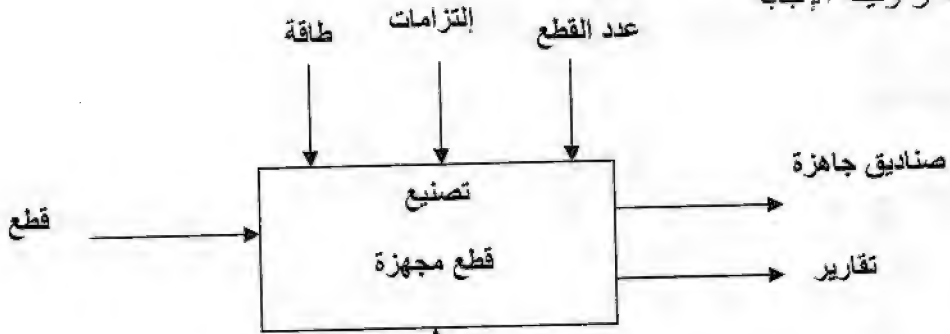 طاقة
إلتزامات
عدد القطع
صناديق جاهزة
تصنيع
قطع
قطع مجهزة
تقارير